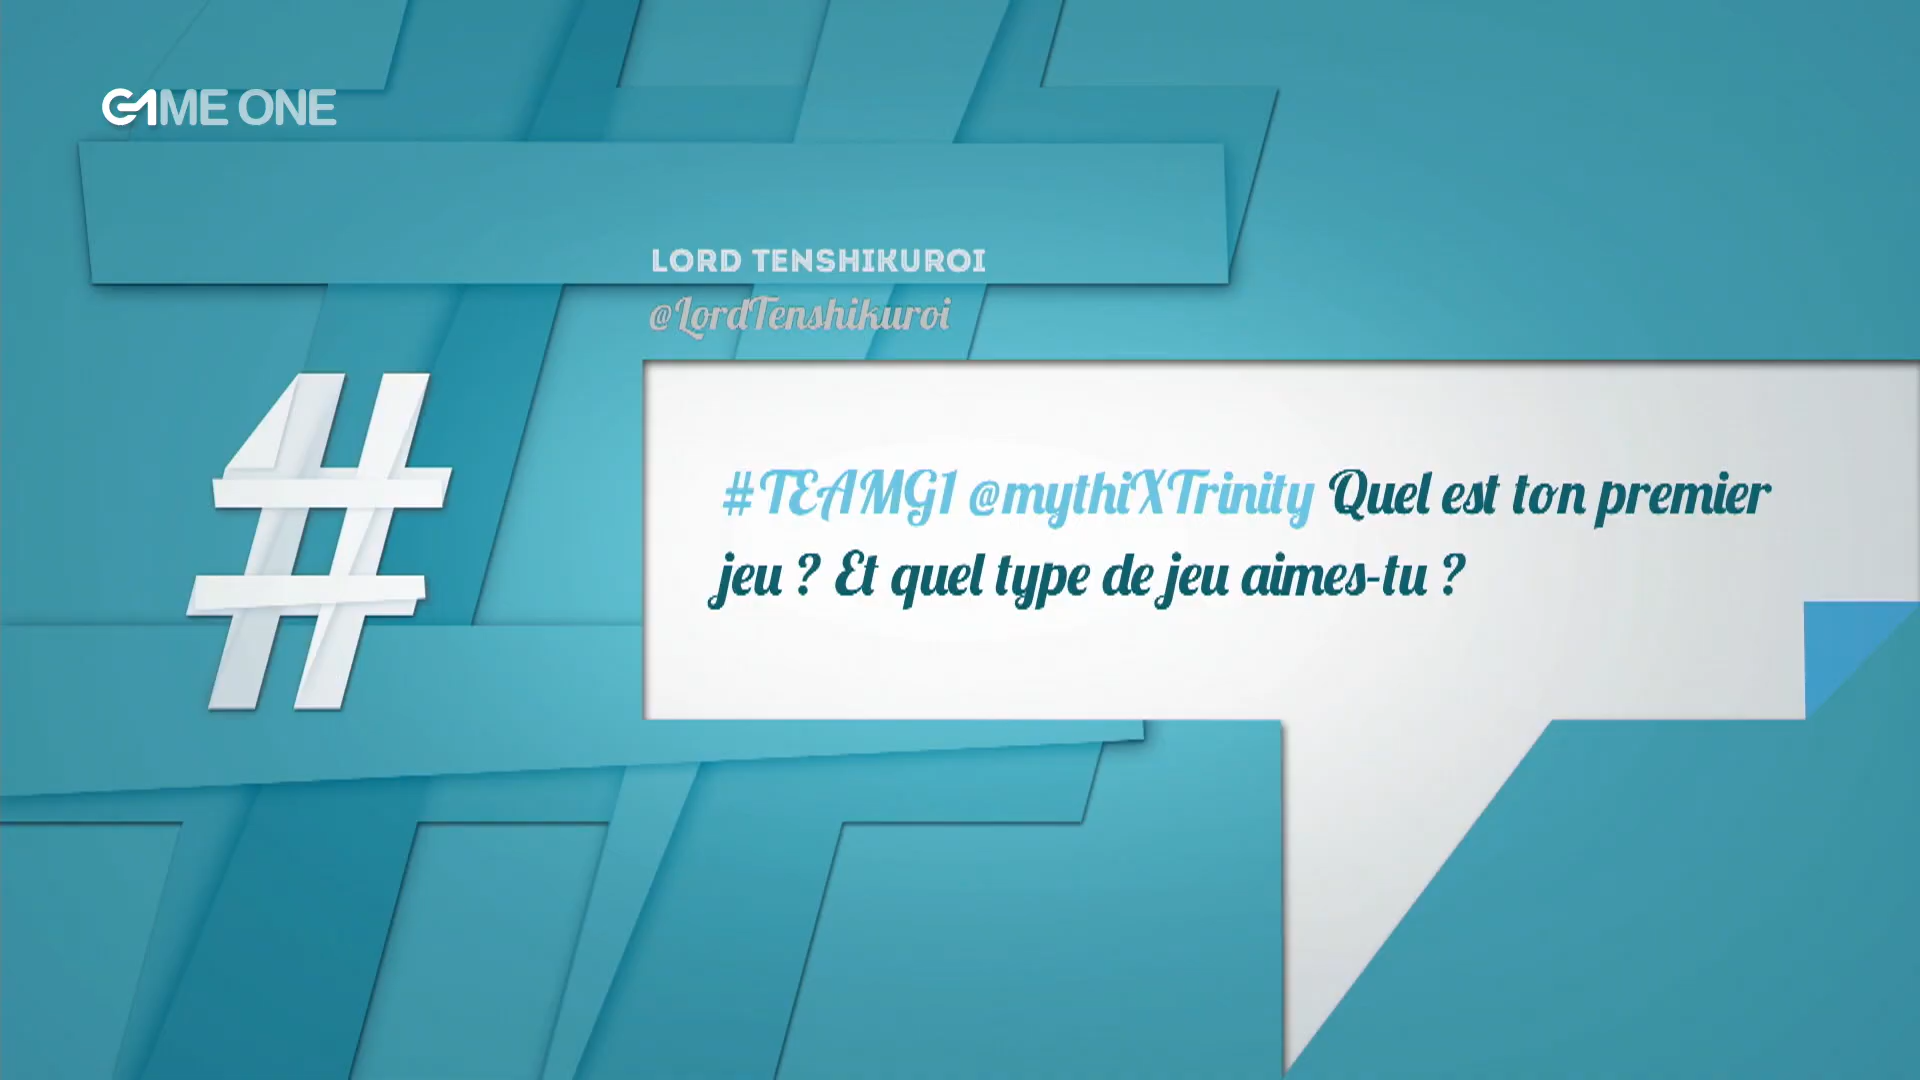 GAME ONE
LORD TENSHIKUROI
@LordTenshikuroi
#TEAMG1 @mythiXTrinity Quel est ton premier
jeu ? Et quel type de jeu aimes-tu ?